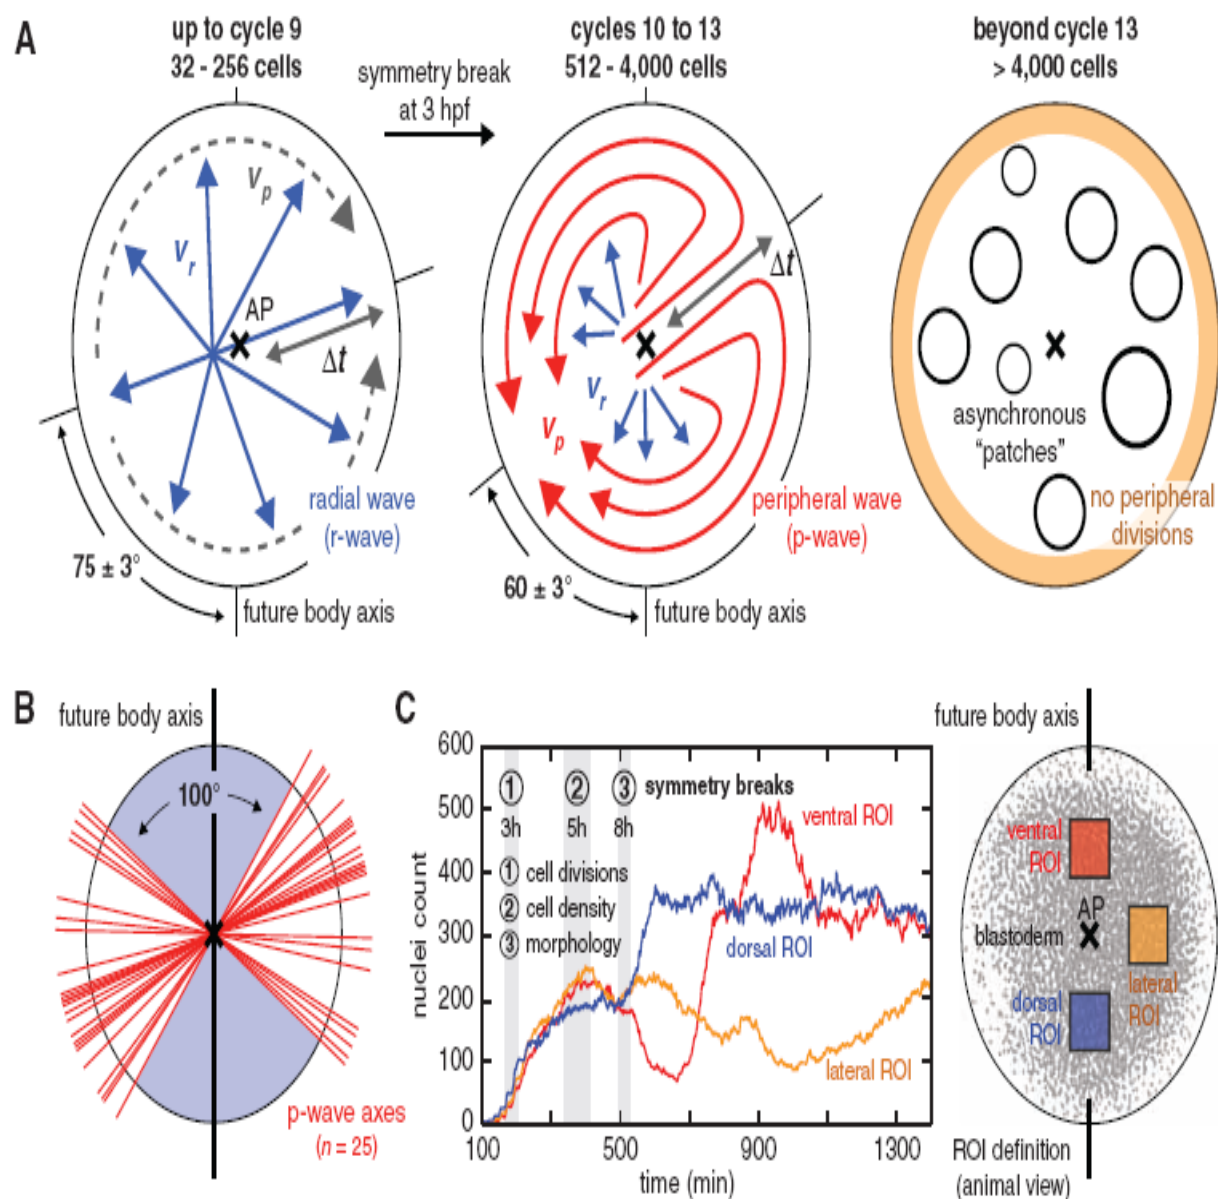 A
up to cycle 9
32 - 256 cells
symmetry break
at 3 hpf
cycles 10 to 13
512 - 4,000 cells
beyond cycle 13
> 4,000 cells
Vp
Vr
AP
Δt
radial wave
(r-wave)
75 ± 3°
future body axis
Δt
Vr
Vp
peripheral wave
(p-wave)
60 ± 3°
future body axis
asynchronous
"patches"
no peripheral
divisions
B
future body axis
100°
p-wave axes
(n = 25)
C
600
500
400
300
200
100
0
nuclei count
100
500
900
1300
time (min)
1
2
3
symmetry breaks
3h
5h
8h
1 cell divisions
2 cell density
3 morphology
ventral ROI
dorsal ROI
lateral ROI
future body axis
ventral
ROI
AP
blastoderm
lateral
ROI
dorsal
ROI
ROI definition
(animal view)